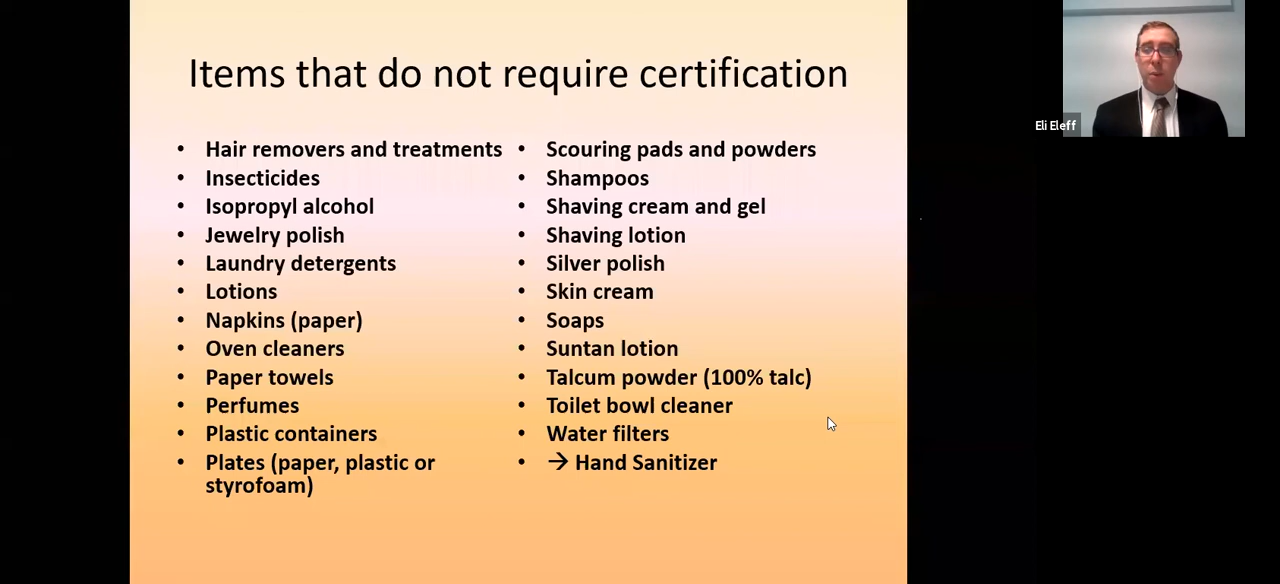 Items that do not require certification
• Hair removers and treatments
• Insecticides
• Isopropyl alcohol
• Jewelry polish
• Laundry detergents
• Lotions
• Napkins (paper)
• Oven cleaners
• Paper towels
• Perfumes
• Plastic containers
• Plates (paper, plastic or
styrofoam)
• Scouring pads and powders
• Shampoos
• Shaving cream and gel
• Shaving lotion
• Silver polish
• Skin cream
• Soaps
• Suntan lotion
• Talcum powder (100% talc)
• Toilet bowl cleaner
• Water filters
• → Hand Sanitizer
Eli Eleff